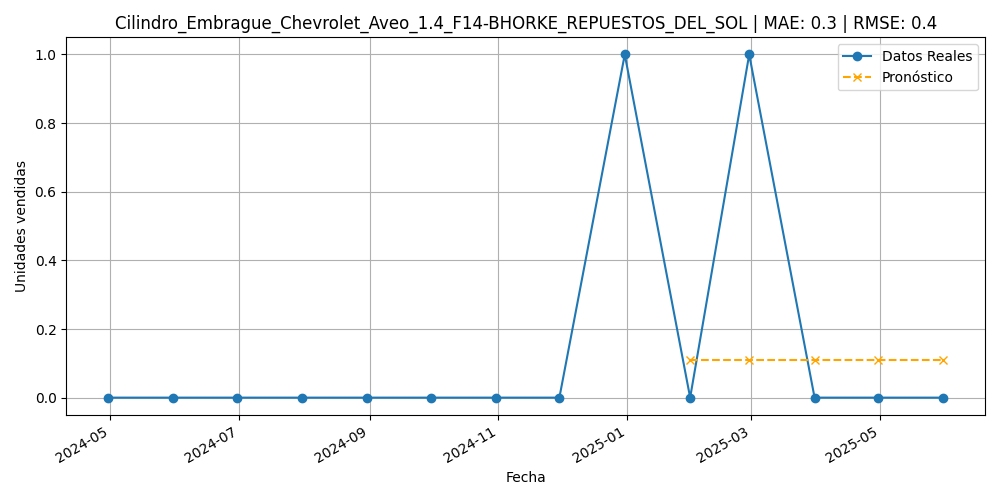 Cilindro_Embrague_Chevrolet_Aveo_1.4_F14-BHORKE_REPUESTOS_DEL_SOL | MAE: 0.3 | RMSE: 0.4
Datos Reales
Pronóstico
Unidades vendidas
1.0
0.8
0.6
0.4
0.2
0.0
2024-05
2024-07
2024-09
2024-11
2025-01
2025-03
2025-05
Fecha